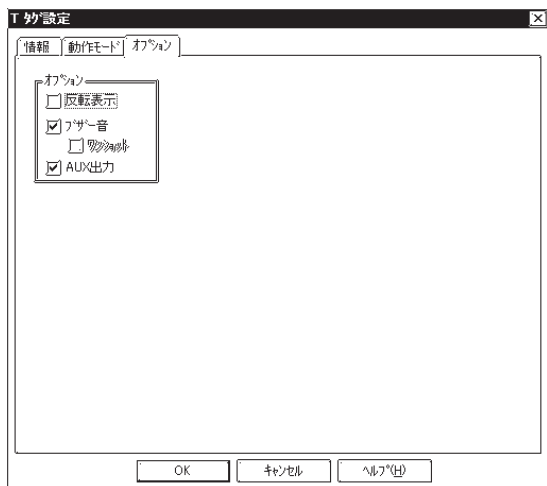 T ﾀｸﾞ設定
情報 動作ﾓｰﾄﾞ ｵﾌﾟｼｮﾝ
ｵﾌﾟｼｮﾝ
反転表示
ﾌﾞｻﾞｰ音
ﾜﾝｼｮｯﾄ
AUX出力
OK ｷｬﾝｾﾙ ﾍﾙﾌﾟ(H)